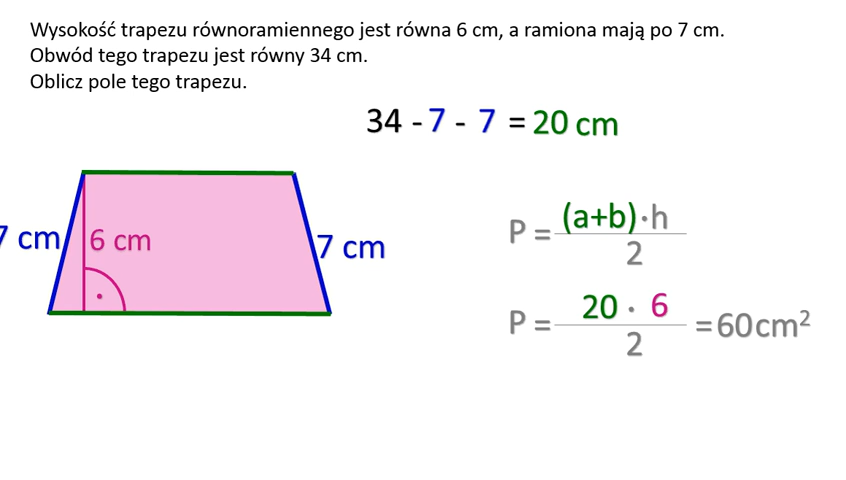 Wysokość trapezu równoramiennego jest równa 6 cm, a ramiona mają po 7 cm.
Obwód tego trapezu jest równy 34 cm.
Oblicz pole tego trapezu.
34 - 7 - 7 = 20 cm
7 cm 6 cm 7 cm
P = (a+b)·h / 2
P = 20 · 6 / 2 = 60 cm²